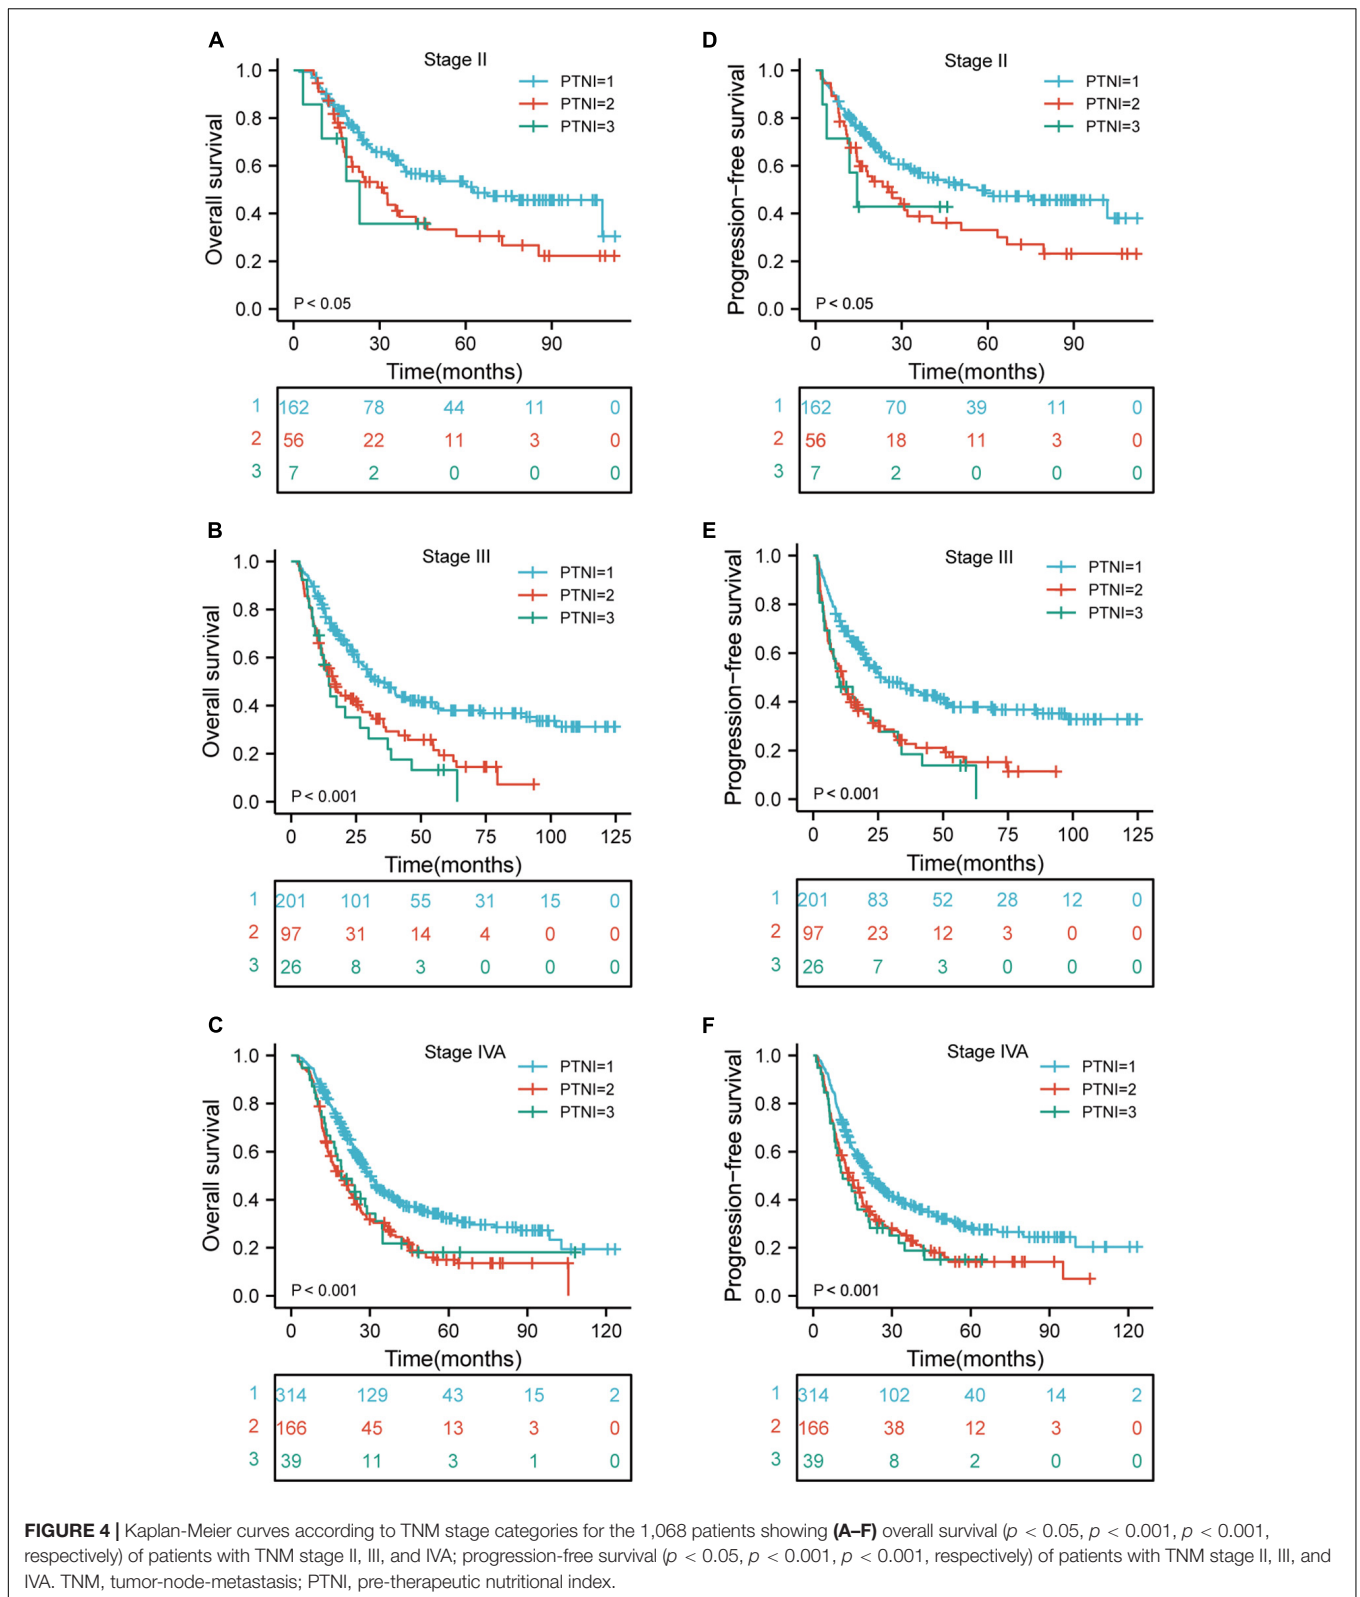 A
Stage II
PTNI=1
PTNI=2
PTNI=3
Overall survival
1.0
0.8
0.6
0.4
0.2
0.0
P < 0.05
0 30 60 90
Time(months)
1 162 78 44 11 0
2 56 22 11 3 0
3 7 2 0 0 0
D
Stage II
PTNI=1
PTNI=2
PTNI=3
Progression−free survival
1.0
0.8
0.6
0.4
0.2
0.0
P < 0.05
0 30 60 90
Time(months)
1 162 70 39 11 0
2 56 18 11 3 0
3 7 2 0 0 0
B
Stage III
PTNI=1
PTNI=2
PTNI=3
Overall survival
1.0
0.8
0.6
0.4
0.2
0.0
P < 0.001
0 25 50 75 100 125
Time(months)
1 201 101 55 31 15 0
2 97 31 14 4 0 0
3 26 8 3 0 0 0
E
Stage III
PTNI=1
PTNI=2
PTNI=3
Progression−free survival
1.0
0.8
0.6
0.4
0.2
0.0
P < 0.001
0 25 50 75 100 125
Time(months)
1 201 83 52 28 12 0
2 97 23 12 3 0 0
3 26 7 3 0 0 0
C
Stage IVA
PTNI=1
PTNI=2
PTNI=3
Overall survival
1.0
0.8
0.6
0.4
0.2
0.0
P < 0.001
0 30 60 90 120
Time(months)
1 314 129 43 15 2
2 166 45 13 3 0
3 39 11 3 1 0
F
Stage IVA
PTNI=1
PTNI=2
PTNI=3
Progression−free survival
1.0
0.8
0.6
0.4
0.2
0.0
P < 0.001
0 30 60 90 120
Time(months)
1 314 102 40 14 2
2 166 38 12 3 0
3 39 8 2 0 0
FIGURE 4 | Kaplan-Meier curves according to TNM stage categories for the 1,068 patients showing (A–F) overall survival (p < 0.05, p < 0.001, p < 0.001,
respectively) of patients with TNM stage II, III, and IVA; progression-free survival (p < 0.05, p < 0.001, p < 0.001, respectively) of patients with TNM stage II, III, and
IVA. TNM, tumor-node-metastasis; PTNI, pre-therapeutic nutritional index.